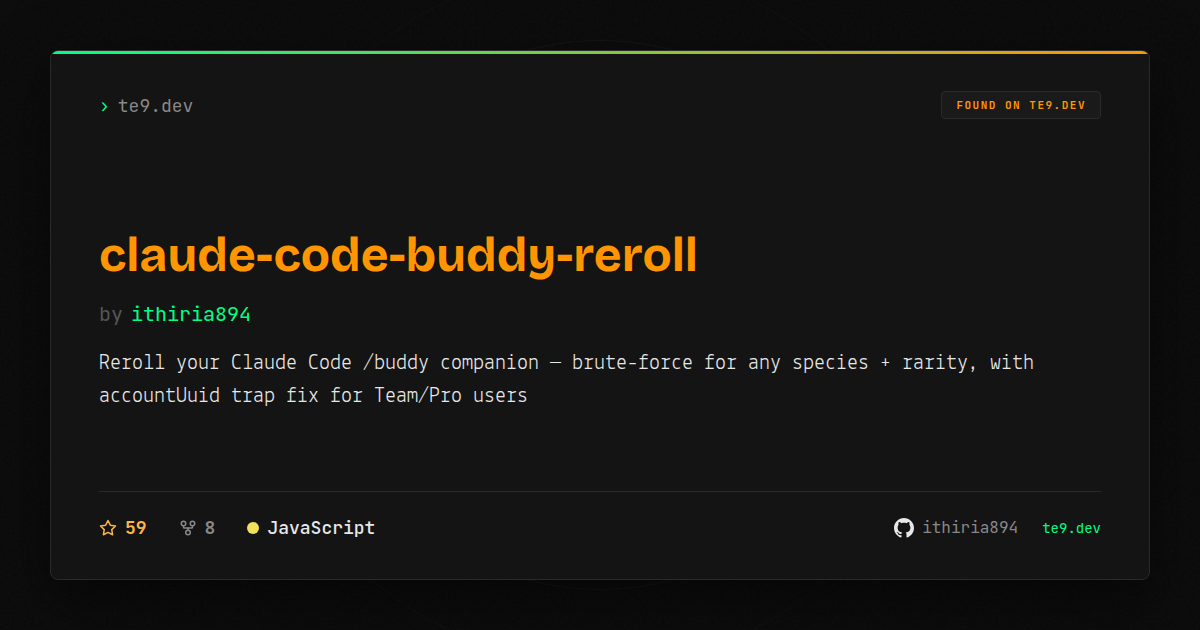 › te9.dev
FOUND ON TE9.DEV
claude-code-buddy-reroll
by ithiria894
Reroll your Claude Code /buddy companion — brute-force for any species + rarity, with
accountUuid trap fix for Team/Pro users
59 8 JavaScript
ithiria894 te9.dev